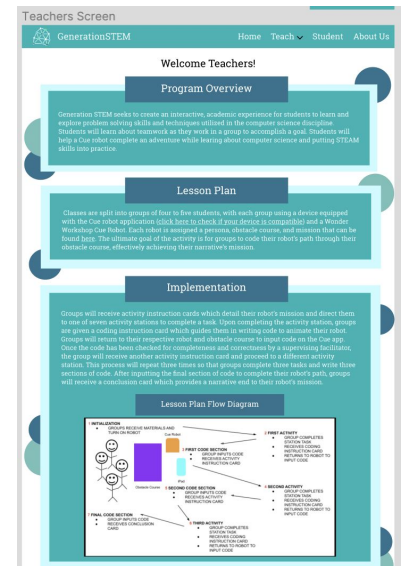 Teachers Screen
GenerationSTEM
Home Teach Student About Us
Welcome Teachers!
Program Overview
Generation STEM seeks to create an interactive, academic experience for students to learn and
explore problem solving skills and techniques utilized in the computer science discipline.
Students will learn about teamwork as they work in a group to accomplish a goal. Students will
help a Cue robot complete an adventure while learing about computer science and putting STEAM
skills into practice.
Lesson Plan
Classes are split into groups of four to five students, with each group using a device equipped
with the Cue robot application (click here to check if your device is compatible) and a Wonder
Workshop Cue Robot. Each robot is assigned a persona, obstacle course, and mission that can be
found here. The ultimate goal of the activity is for groups to code their robot's path through their
obstacle course, effectively achieving their narrative's mission.
Implementation
Groups will receive activity instruction cards which detail their robot's mission and direct them
to one of seven activity stations to complete a task. Upon completing the activity station, groups
are given a coding instruction card which guides them in writing code to animate their robot.
Groups will return to their respective robot and obstacle course to input code on the Cue app.
Once the code has been checked for completeness and correctness by a supervising facilitator,
the group will receive another activity instruction card and proceed to a different activity
station. This process will repeat three times so that groups complete three tasks and write three
sections of code. After inputting the final section of code to complete their robot's path, groups
will receive a conclusion card which provides a narrative end to their robot's mission.
Lesson Plan Flow Diagram
1 INITIALIZATION
• GROUPS RECEIVE MATERIALS AND
TURN ON ROBOT
Cue Robot
2 FIRST ACTIVITY
• GROUP COMPLETES
STATION TASK
• RECEIVES CODING
INSTRUCTION CARD
• RETURNS TO ROBOT TO
INPUT CODE
3 FIRST CODE SECTION
• GROUP INPUTS CODE
• RECEIVES ACTIVITY
INSTRUCTION CARD
iPad
Obstacle Course
4 SECOND ACTIVITY
• GROUP COMPLETES
STATION TASK
• RECEIVES CODING
INSTRUCTION CARD
• RETURNS TO ROBOT TO
INPUT CODE
5 SECOND CODE SECTION
• GROUP INPUTS CODE
• RECEIVES ACTIVITY
INSTRUCTION CARD
7 FINAL CODE SECTION
• GROUP INPUTS CODE
• RECEIVES CONCLUSION
CARD
6 THIRD ACTIVITY
• GROUP COMPLETES
STATION TASK
• RECEIVES CODING
INSTRUCTION CARD
• RETURNS TO ROBOT TO
INPUT CODE